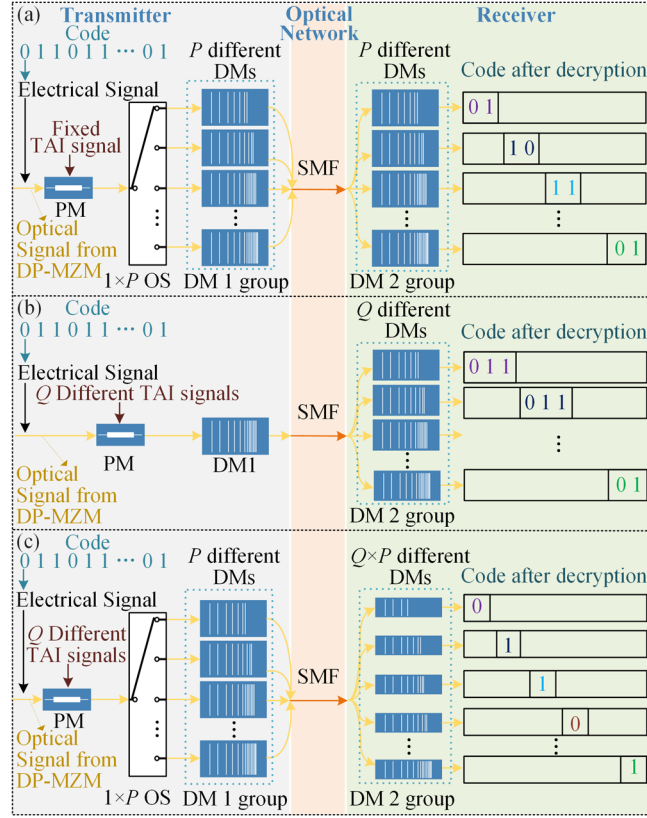 Transmitter
Optical
Network
Receiver
(a)
Code
0 1 1 0 1 1 ··· 0 1
Electrical Signal
Fixed
TAI signal
PM
Optical
Signal from
DP-MZM
1×P OS
P different
DMs
DM 1 group
SMF
P different
DMs
DM 2 group
Code after decryption
0 1
1 0
1 1
0 1
(b)
Code
0 1 1 0 1 1 ··· 0 1
Electrical Signal
Q Different TAI signals
PM
Optical
Signal from
DP-MZM
DM1
SMF
Q different
DMs
DM 2 group
Code after decryption
0 1 1
0 1 1
0 1
(c)
Code
0 1 1 0 1 1 ··· 0 1
Electrical Signal
Q Different
TAI signals
PM
Optical
Signal from
DP-MZM
1×P OS
P different
DMs
DM 1 group
SMF
Q×P different
DMs
DM 2 group
Code after decryption
0
1
1
0
1